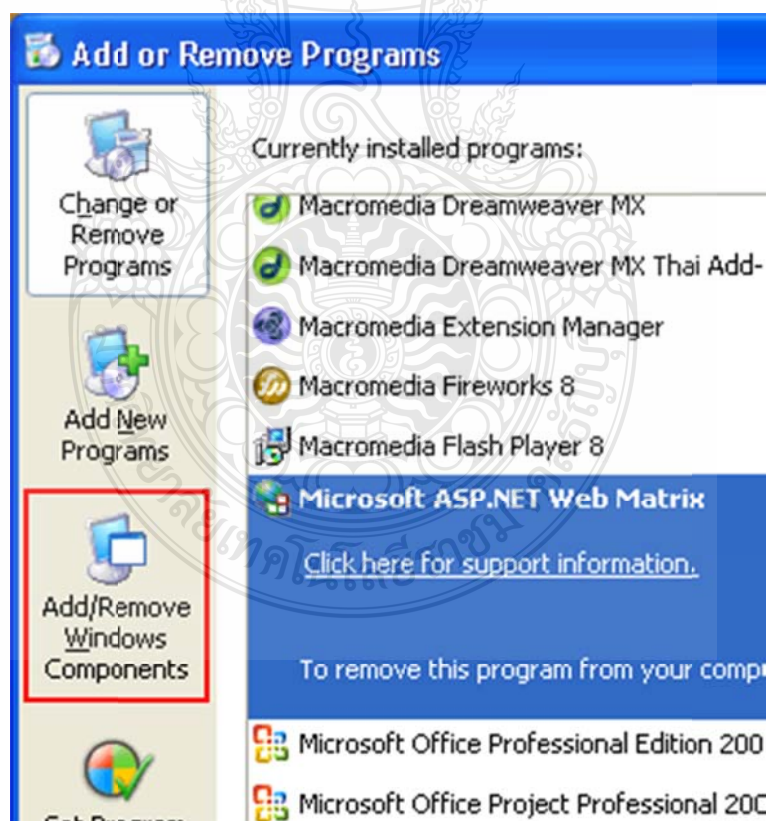 Add or Remove Programs
Change or
Remove
Programs
Add New
Programs
Add/Remove
Windows
Components
Currently installed programs:
Macromedia Dreamweaver MX
Macromedia Dreamweaver MX Thai Add-
Macromedia Extension Manager
Macromedia Fireworks 8
Macromedia Flash Player 8
Microsoft ASP.NET Web Matrix
Click here for support information.
To remove this program from your
Microsoft Office Professional Edition 200
Microsoft Office Project Professional 200